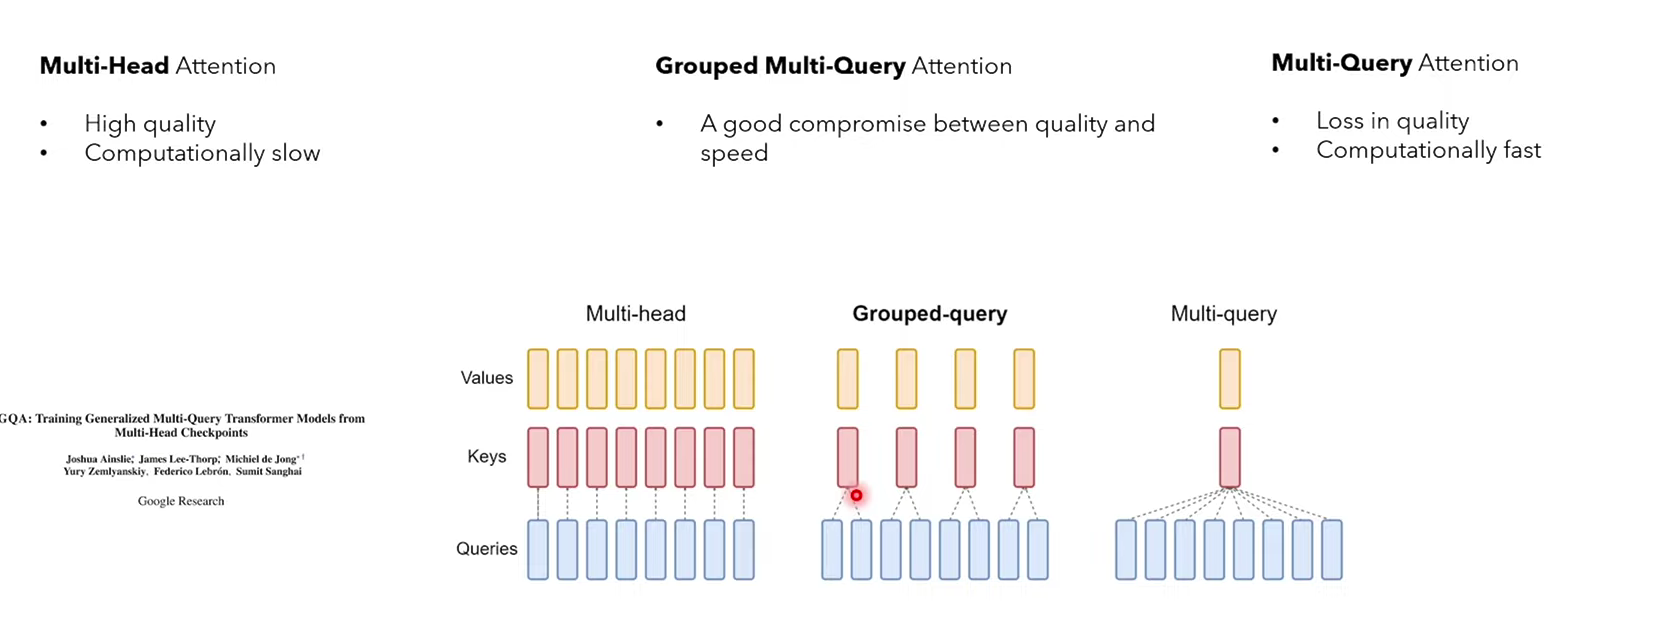 Multi-Head Attention
• High quality
• Computationally slow
Grouped Multi-Query Attention
• A good compromise between quality and
speed
Multi-Query Attention
• Loss in quality
• Computationally fast
Multi-head
Grouped-query
Multi-query
Values
Keys
Queries
GQA: Training Generalized Multi-Query Transformer Models from
Multi-Head Checkpoints
Joshua Ainslie*, James Lee-Thorp*, Michiel de Jong*†
Yury Zemlyanskiy, Federico Lebrón, Sumit Sanghai
Google Research